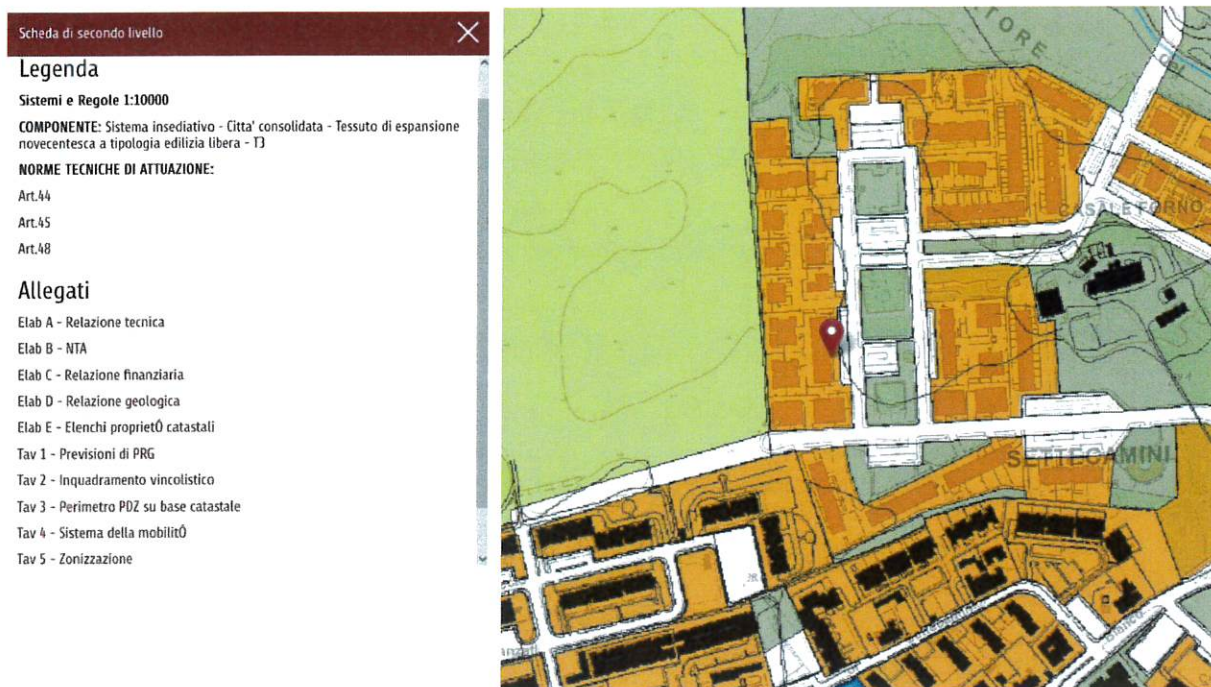 Scheda di secondo livello
Legenda
Sistemi e Regole 1:10000
COMPONENTE: Sistema insediativo - Citta' consolidata - Tessuto di espansione
novecentesca a tipologia edilizia libera - T3
NORME TECNICHE DI ATTUAZIONE:
Art.44
Art.45
Art.48
Allegati
Elab A - Relazione tecnica
Elab B - NTA
Elab C - Relazione finanziaria
Elab D - Relazione geologica
Elab E - Elenchi proprietÓ catastali
Tav 1 - Previsioni di PRG
Tav 2 - Inquadramento vincolistico
Tav 3 - Perimetro PDZ su base catastale
Tav 4 - Sistema della mobilitÓ
Tav 5 - Zonizzazione
TORE
CASALE FORNO
SETTECAMINI